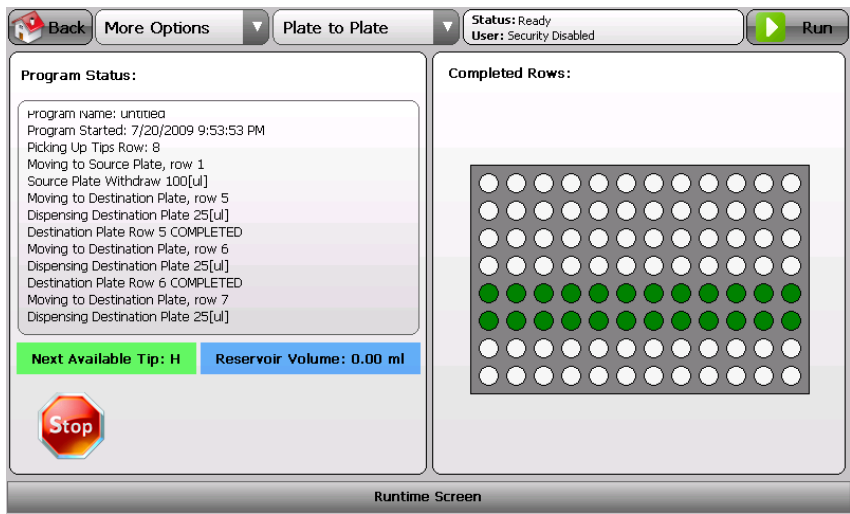 Back
More Options
Plate to Plate
Status: Ready
User: Security Disabled
Run
Program Status:
Program Name: untitled
Program Started: 7/20/2009 9:53:53 PM
Picking Up Tips Row: 8
Moving to Source Plate, row 1
Source Plate Withdraw 100[ul]
Moving to Destination Plate, row 5
Dispensing Destination Plate 25[ul]
Destination Plate Row 5 COMPLETED
Moving to Destination Plate, row 6
Dispensing Destination Plate 25[ul]
Destination Plate Row 6 COMPLETED
Moving to Destination Plate, row 7
Dispensing Destination Plate 25[ul]
Next Available Tip: H
Reservoir Volume: 0.00 ml
Stop
Completed Rows:
Runtime Screen